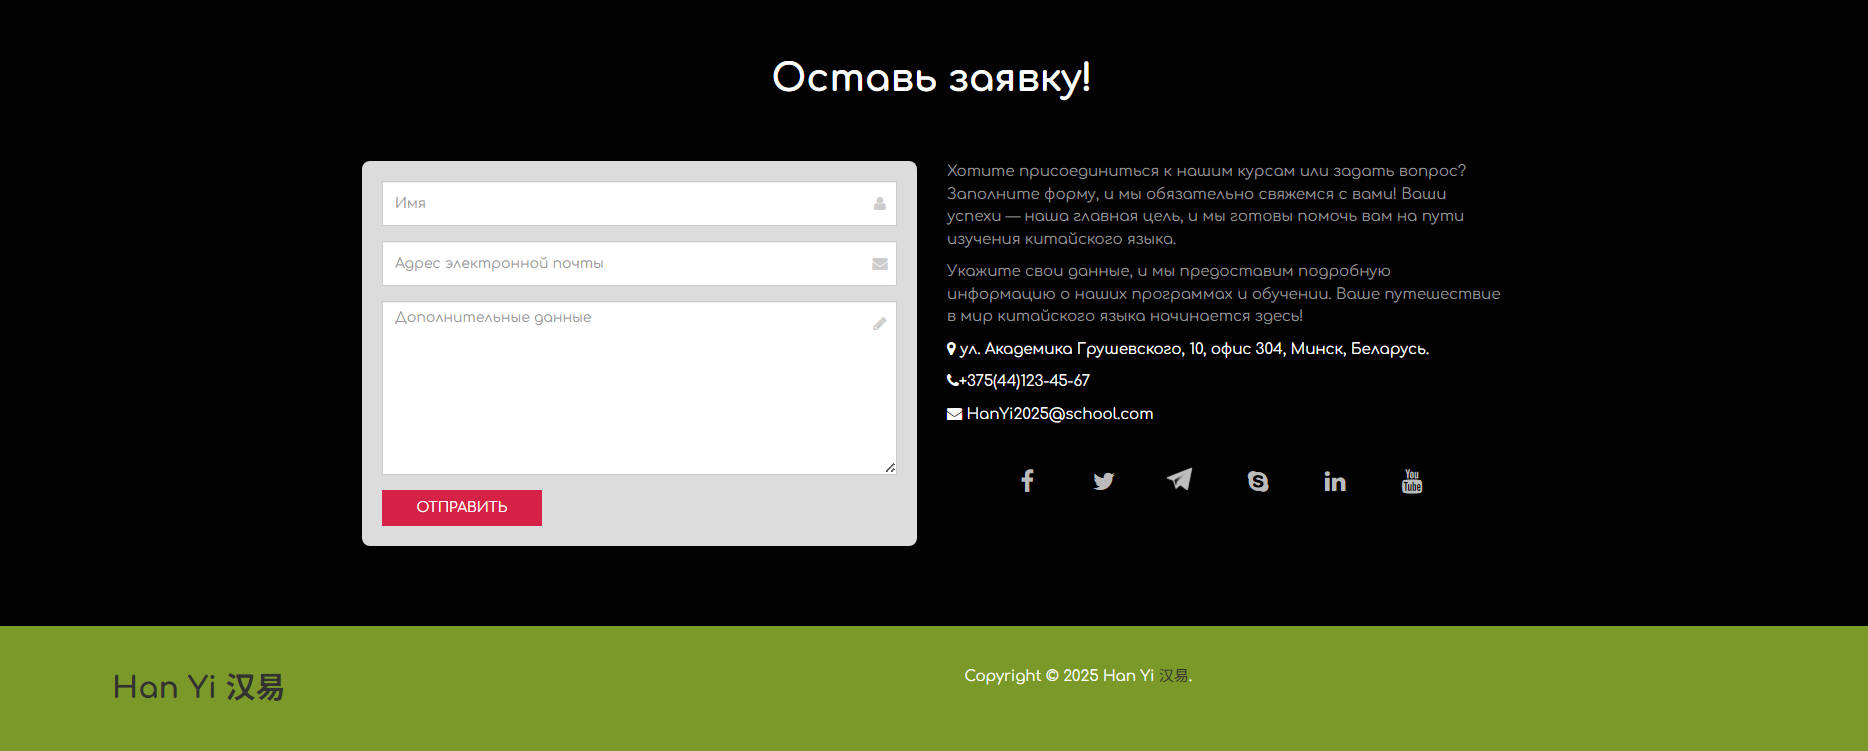 Оставь заявку!
Имя
Адрес электронной почты
Дополнительные данные
ОТПРАВИТЬ
Хотите присоединиться к нашим курсам или задать вопрос?
Заполните форму, и мы обязательно свяжемся с вами! Ваши
успехи — наша главная цель, и мы готовы помочь вам на пути
изучения китайского языка.
Укажите свои данные, и мы предоставим подробную
информацию о наших программах и обучении. Ваше путешествие
в мир китайского языка начинается здесь!
ул. Академика Грушевского, 10, офис 304, Минск, Беларусь.
+375(44)123-45-67
HanYi2025@school.com
You
Tube
Han Yi 汉易
Copyright © 2025 Han Yi 汉易.